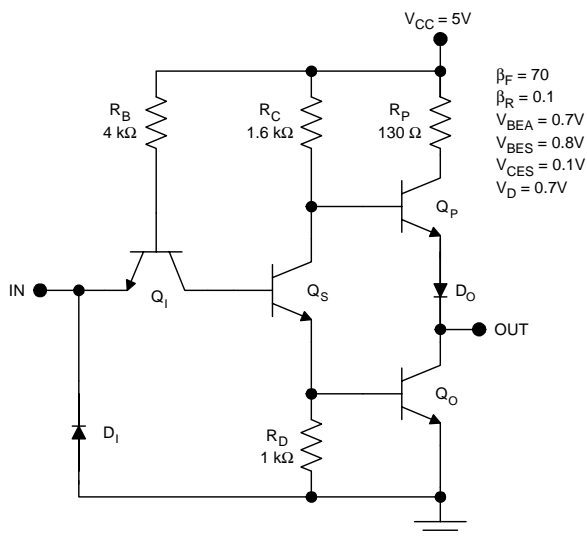 V_CC = 5V
R_B
4 kΩ
R_C
1.6 kΩ
R_P
130 Ω
β_F = 70
β_R = 0.1
V_BEA = 0.7V
V_BES = 0.8V
V_CES = 0.1V
V_D = 0.7V
Q_P
IN
Q_I
Q_S
D_O
OUT
D_I
R_D
1 kΩ
Q_O